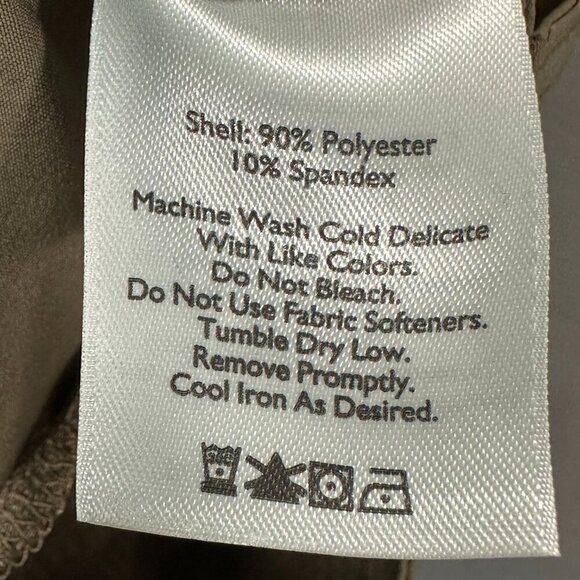 Shell: 90% Polyester
10% Spandex
Machine Wash Cold Delicate
With Like Colors.
Do Not Bleach.
Do Not Use Fabric Softeners.
Tumble Dry Low.
Remove Promptly.
Cool Iron As Desired.